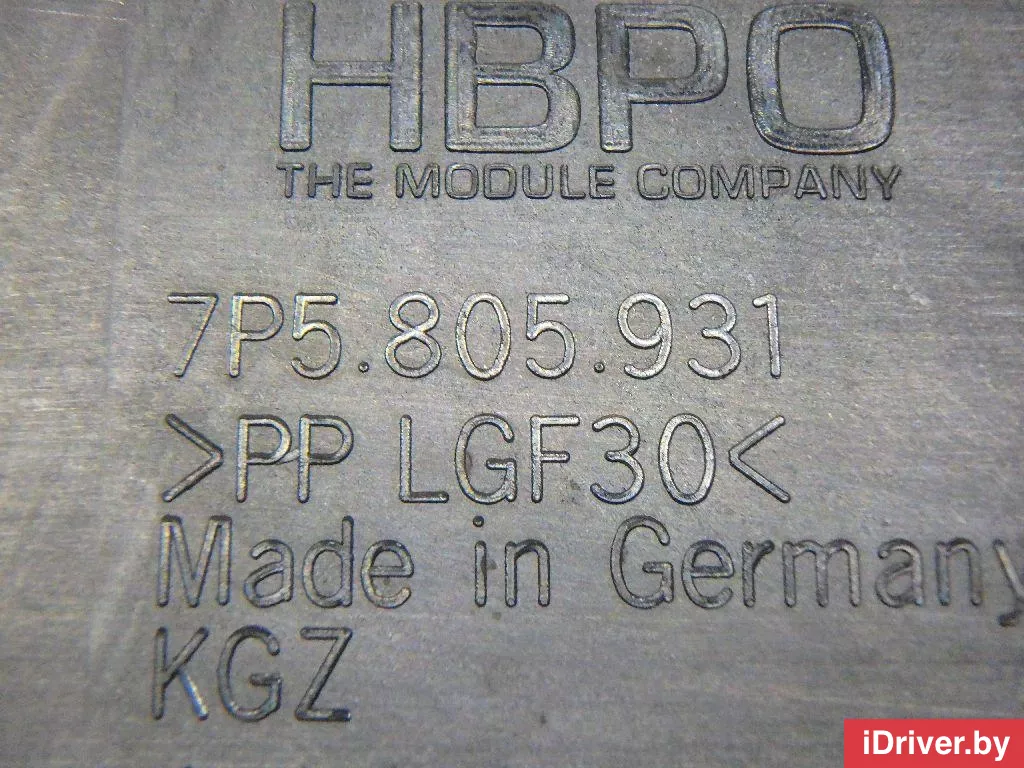 HBPO
THE MODULE COMPANY
7P5.805.931
>PP LGF30<
Made in Germany
KGZ
iDriver.by